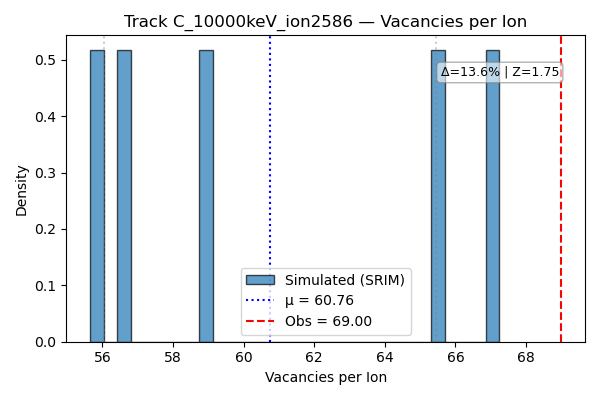 Track C_10000keV_ion2586 — Vacancies per Ion
Density
0.5
0.4
0.3
0.2
0.1
0.0
Δ=13.6% | Z=1.75
Simulated (SRIM)
μ = 60.76
Obs = 69.00
56 58 60 62 64 66 68
Vacancies per Ion